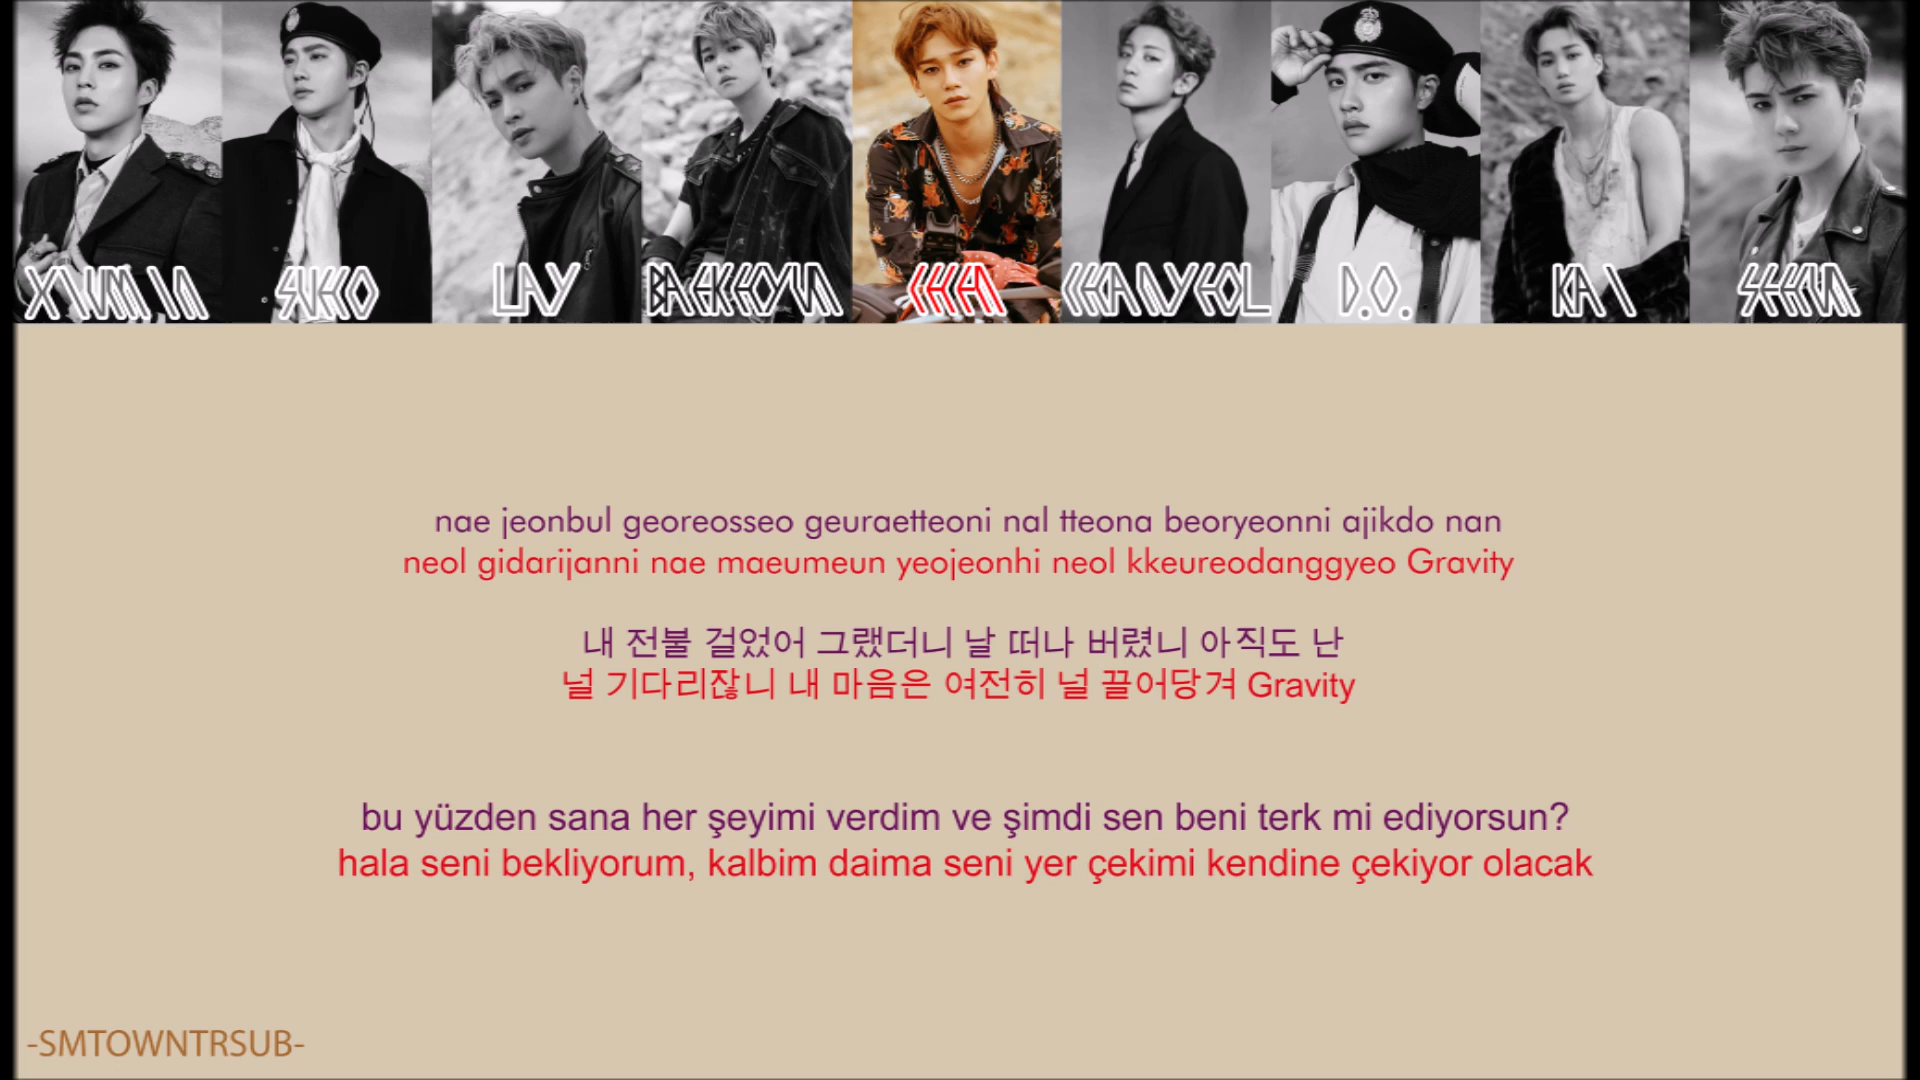 XIUMIN SUHO LAY BAEKHYUN CHEN CHANYEOL D.O. KAI SEHUN
nae jeonbul georeosseo geuraetteoni nal tteona beoryeonni ajikdo nan
neol gidarijanni nae maeumeun yeojeonhi neol kkeureodanggyeo Gravity
내 전불 걸었어 그랬더니 날 떠나 버렸니 아직도 난
널 기다리잖니 내 마음은 여전히 널 끌어당겨 Gravity
bu yüzden sana her şeyimi verdim ve şimdi sen beni terk mi ediyorsun?
hala seni bekliyorum, kalbim daima seni yer çekimi kendine çekiyor olacak
-SMTOWNTRSUB-